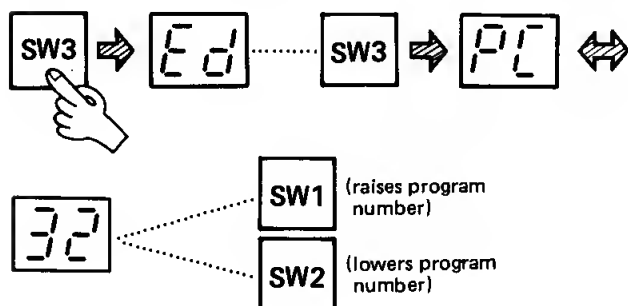 SW3 Ed SW3 PC
32 SW1 (raises program
number)
SW2 (lowers program
number)